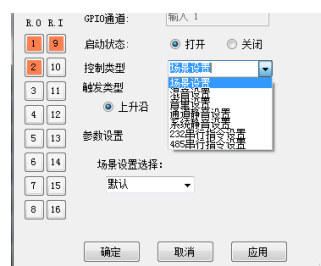 R.O R.I
GPIO通道: 输入 1
1 9
启动状态: 打开 关闭
2 10
控制类型 场景设置
场景设置
混音设置
音量设置
通道静音设置
系统静音设置
232串行指令设置
485串行指令设置
3 11
触发类型
上升沿
4 12
5 13
参数设置
6 14
场景设置选择:
7 15
默认
8 16
确定 取消 应用